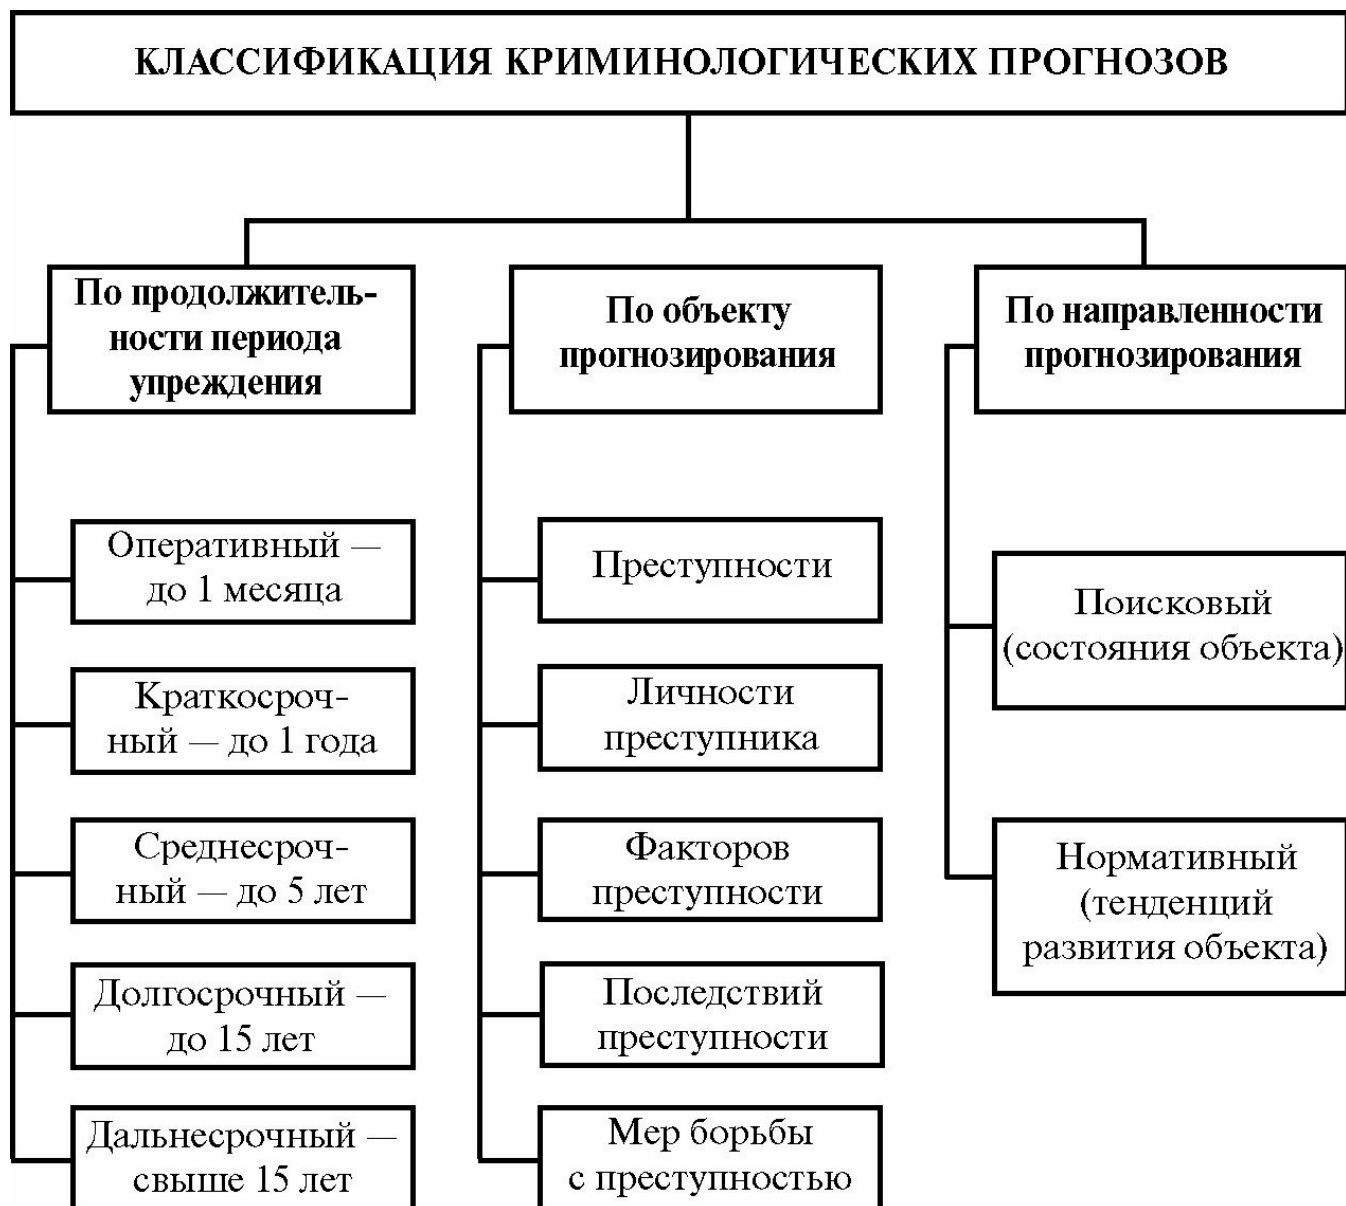 КЛАССИФИКАЦИЯ КРИМИНОЛОГИЧЕСКИХ ПРОГНОЗОВ
По продолжитель-
ности периода
упреждения
Оперативный —
до 1 месяца
Краткосроч-
ный — до 1 года
Среднесроч-
ный — до 5 лет
Долгосрочный —
до 15 лет
Дальнесрочный —
свыше 15 лет
По объекту
прогнозирования
Преступности
Личности
преступника
Факторов
преступности
Последствий
преступности
Мер борьбы
с преступностью
По направленности
прогнозирования
Поисковый
(состояния объекта)
Нормативный
(тенденций
развития объекта)